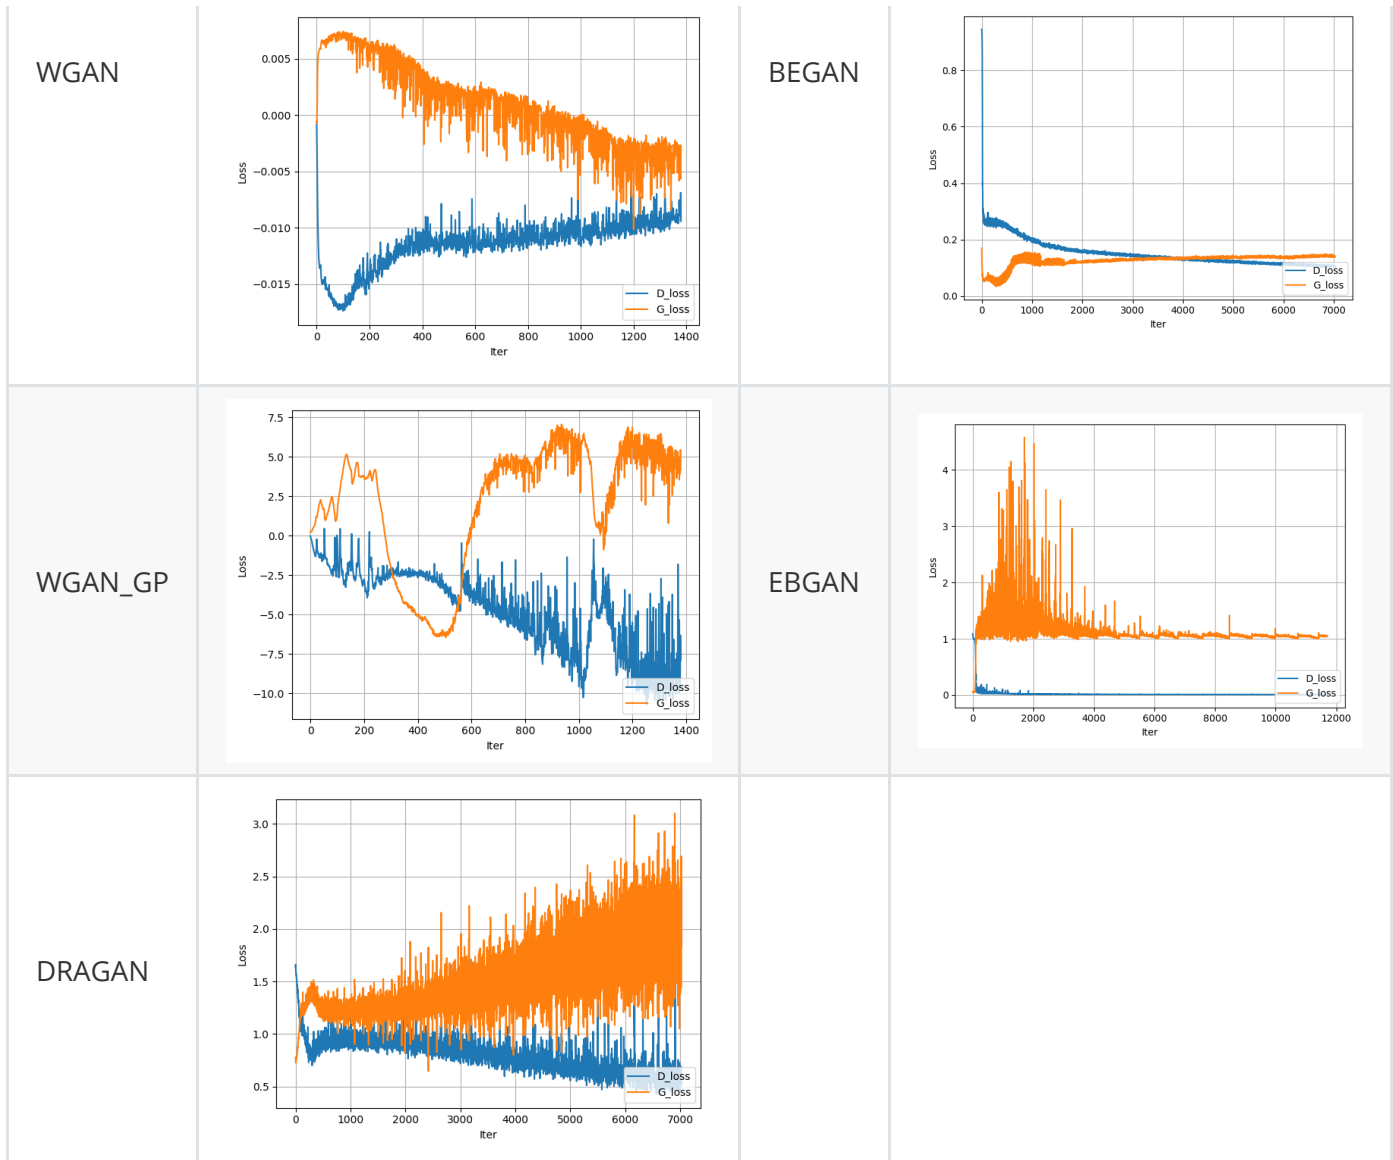 WGAN
0.005
0.000
−0.005
−0.010
−0.015
Loss
0 200 400 600 800 1000 1200 1400
Iter
D_loss
G_loss
BEGAN
0.8
0.6
0.4
0.2
0.0
Loss
0 1000 2000 3000 4000 5000 6000 7000
Iter
D_loss
G_loss
WGAN_GP
7.5
5.0
2.5
0.0
−2.5
−5.0
−7.5
−10.0
Loss
0 200 400 600 800 1000 1200 1400
Iter
D_loss
G_loss
EBGAN
4
3
2
1
0
Loss
0 2000 4000 6000 8000 10000 12000
Iter
D_loss
G_loss
DRAGAN
3.0
2.5
2.0
1.5
1.0
0.5
Loss
0 1000 2000 3000 4000 5000 6000 7000
Iter
D_loss
G_loss